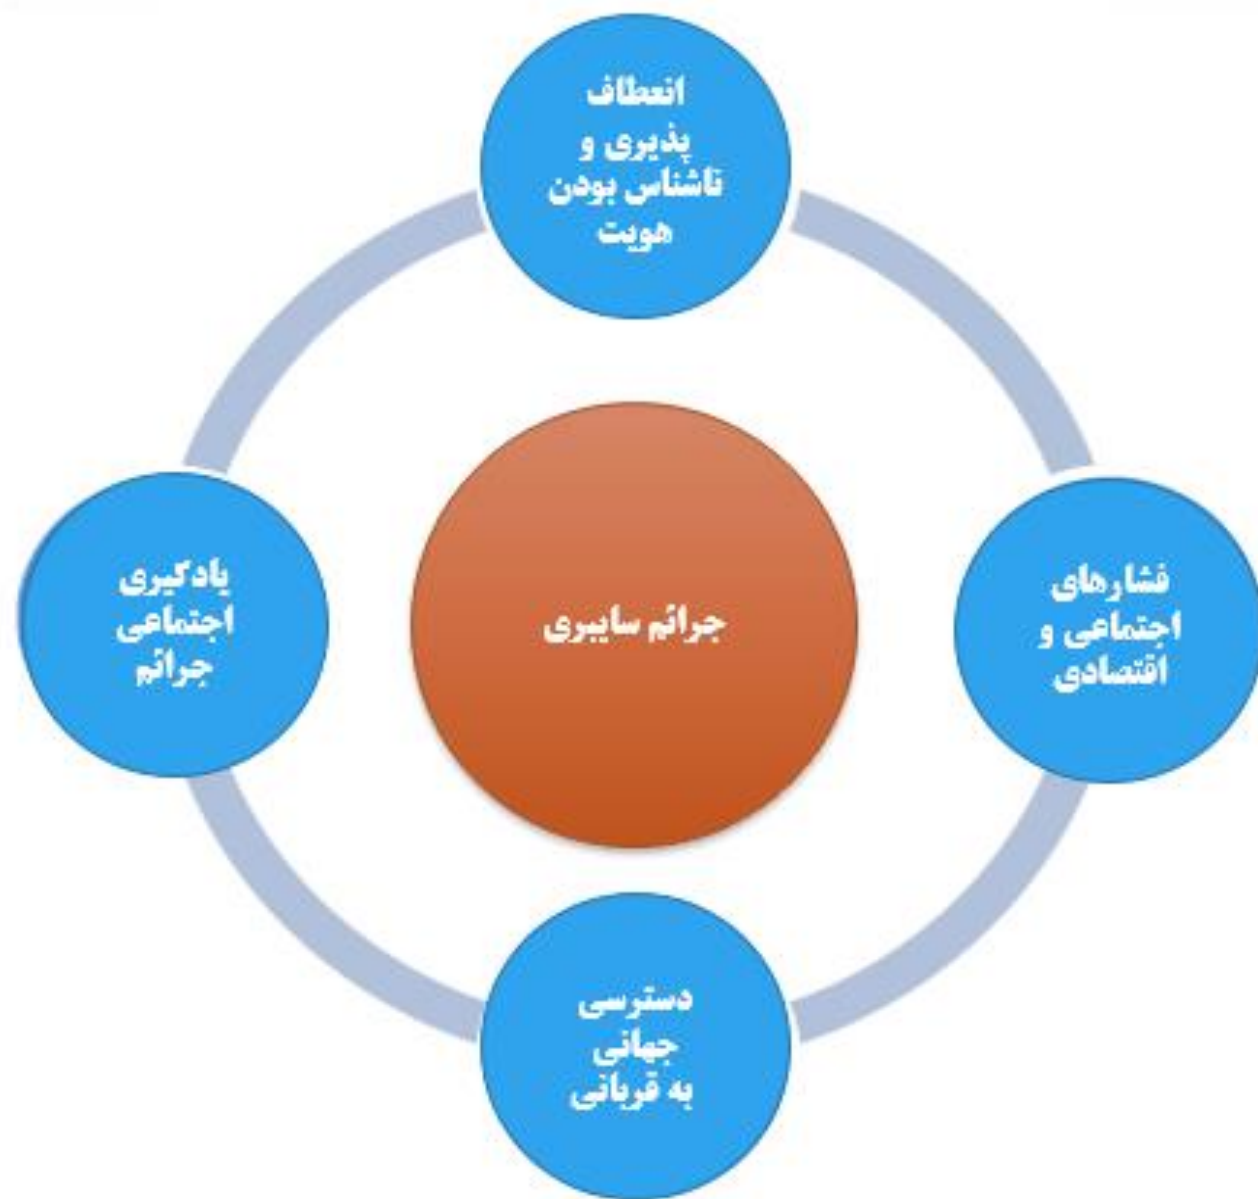 انعطاف
پذیری و
ناشناس بودن
هویت
فشارهای
اجتماعی و
اقتصادی
جرائم سایبری
یادگیری
اجتماعی
جرائم
دسترسی
جهانی
به قربانی